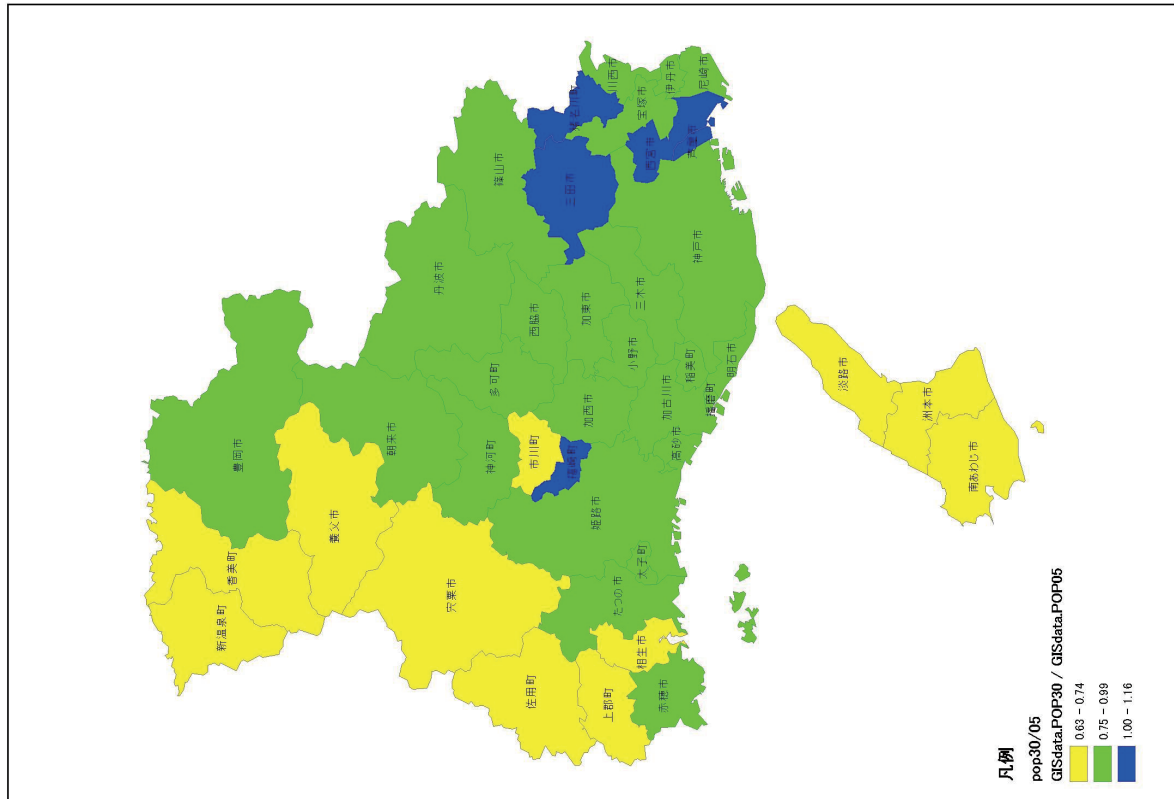 新温泉町
香美町
豊岡市
養父市
朝来市
宍粟市
神河町
多可町
丹波市
篠山市
佐用町
市川町
福崎町
西脇市
三田市
猪名川町
川西市
上郡町
たつの市
姫路市
加西市
加東市
宝塚市
伊丹市
尼崎市
相生市
赤穂市
太子町
高砂市
加古川市
小野市
三木市
西宮市
芦屋市
稲美町
播磨町
明石市
神戸市
淡路市
洲本市
南あわじ市
凡例
pop30/05
GISdata.POP30 / GISdata.POP05
0.63 - 0.74
0.75 - 0.99
1.00 - 1.16